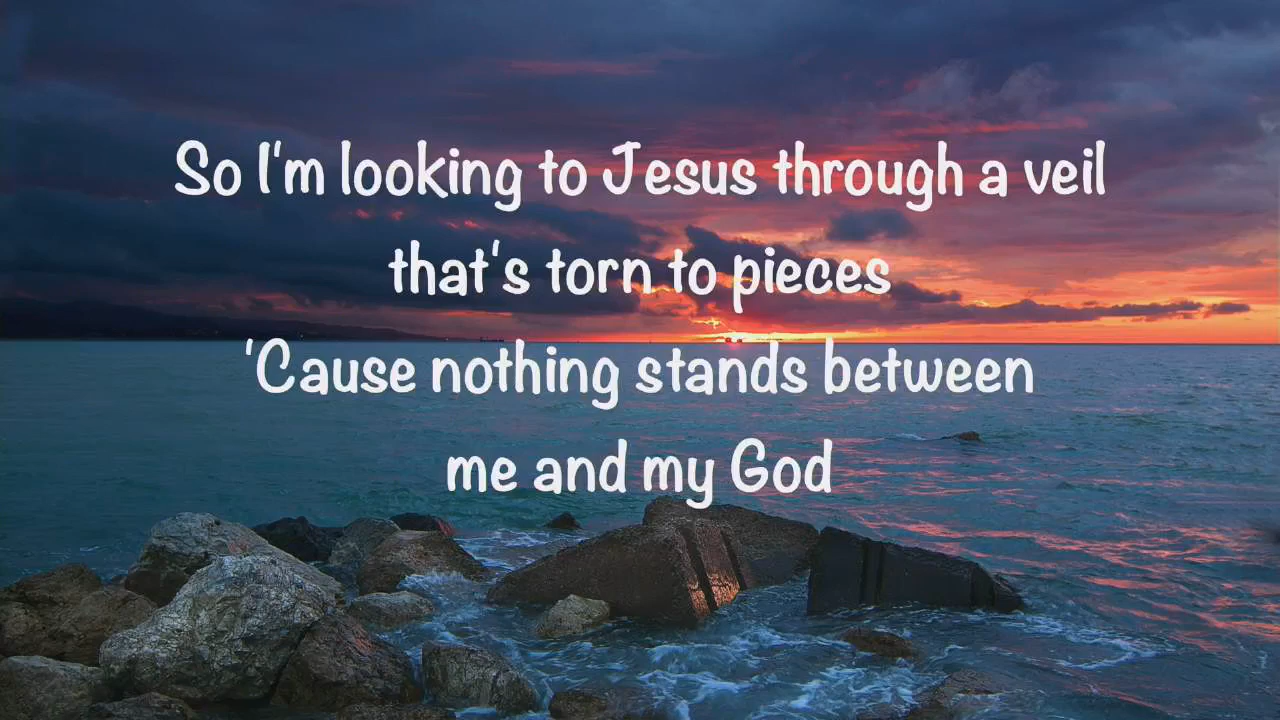 So I'm looking to Jesus through a veil
that's torn to pieces
'Cause nothing stands between
me and my God